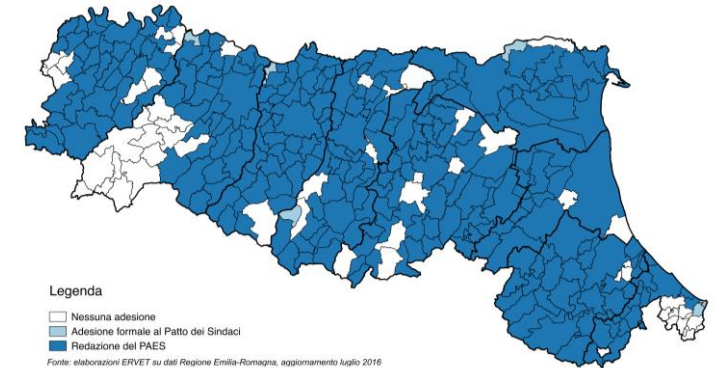 Legenda
Nessuna adesione
Adesione formale al Patto dei Sindaci
Redazione del PAES
Fonte: elaborazioni ERVET su dati Regione Emilia-Romagna, aggiornamento luglio 2016